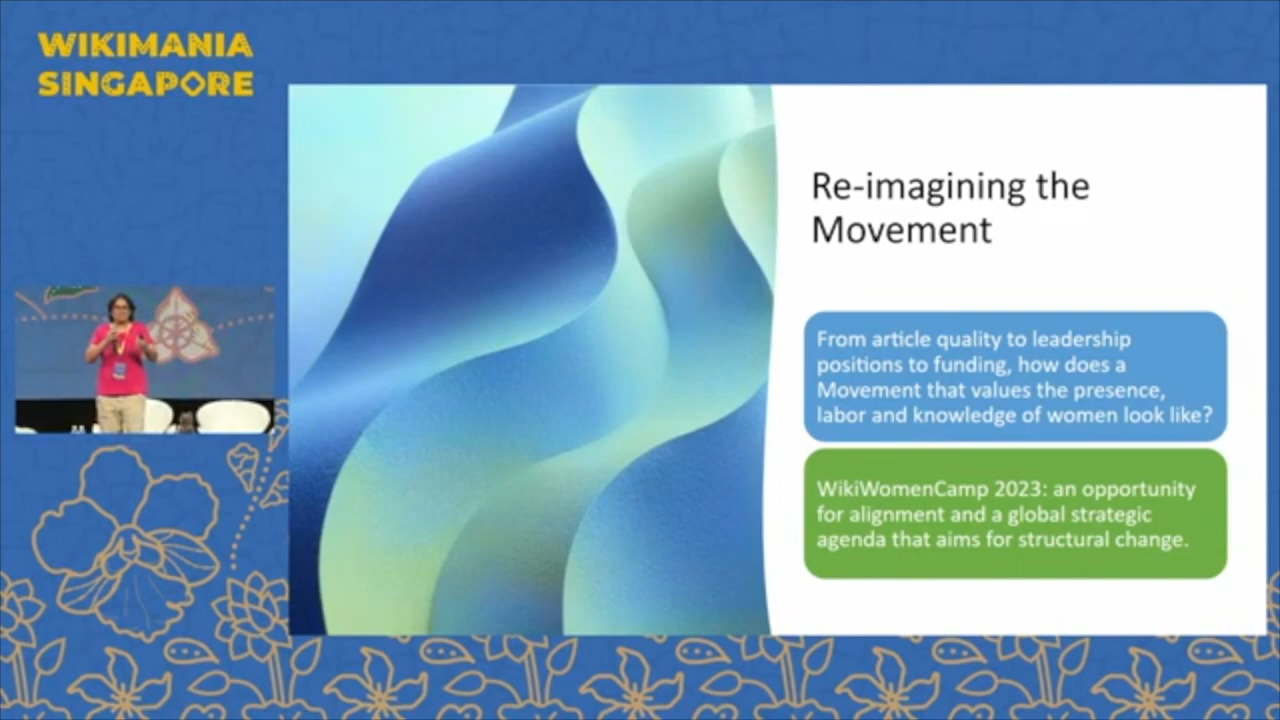 WIKIMANIA
SINGAPORE
Re-imagining the
Movement
From article quality to leadership
positions to funding, how does a
Movement that values the presence,
labor and knowledge of women look like?
WikiWomenCamp 2023: an opportunity
for alignment and a global strategic
agenda that aims for structural change.